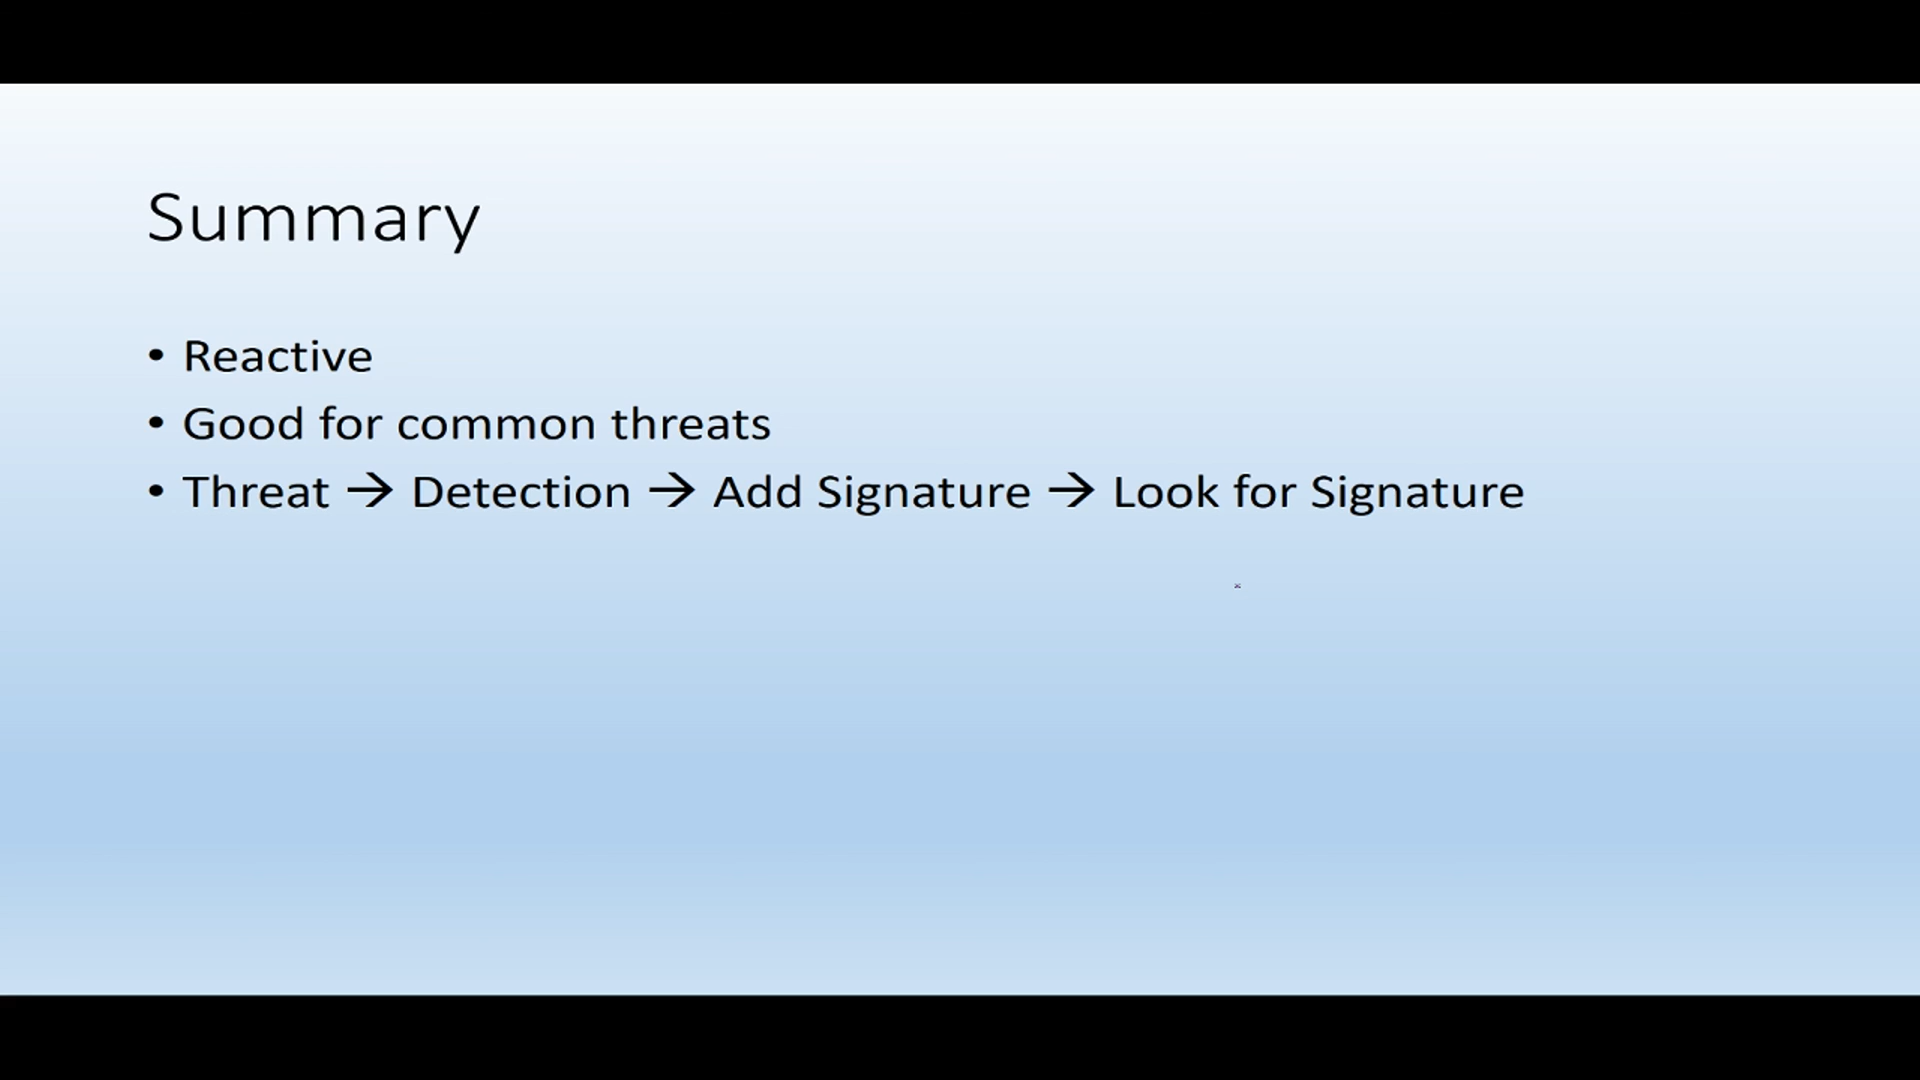 Summary
• Reactive
• Good for common threats
• Threat → Detection → Add Signature → Look for Signature